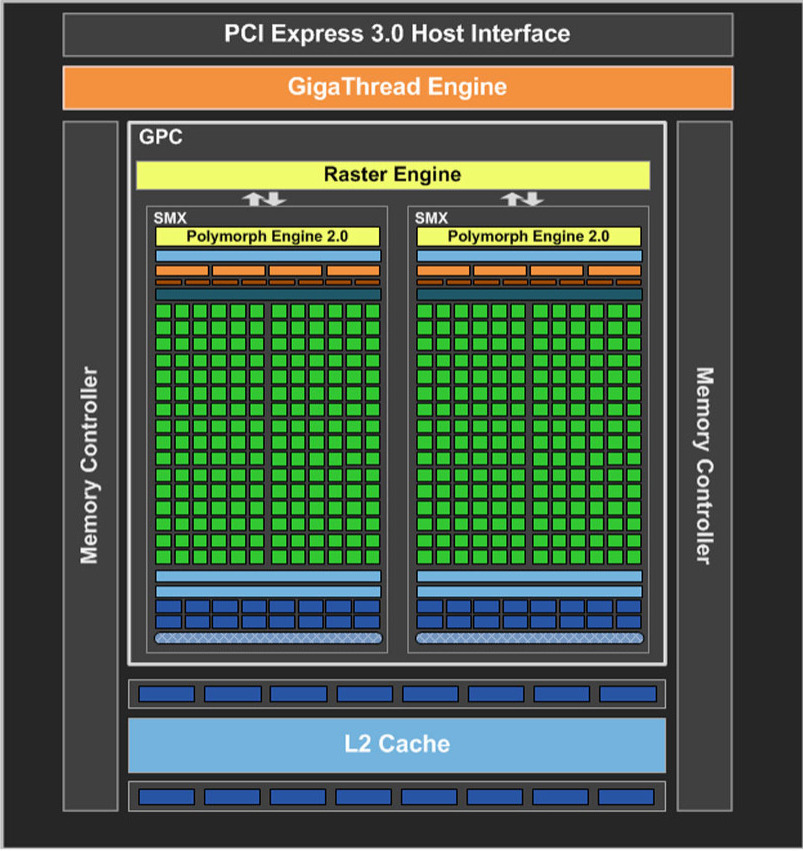 PCI Express 3.0 Host Interface
GigaThread Engine
GPC
Raster Engine
SMX
Polymorph Engine 2.0
SMX
Polymorph Engine 2.0
Memory Controller
Memory Controller
L2 Cache